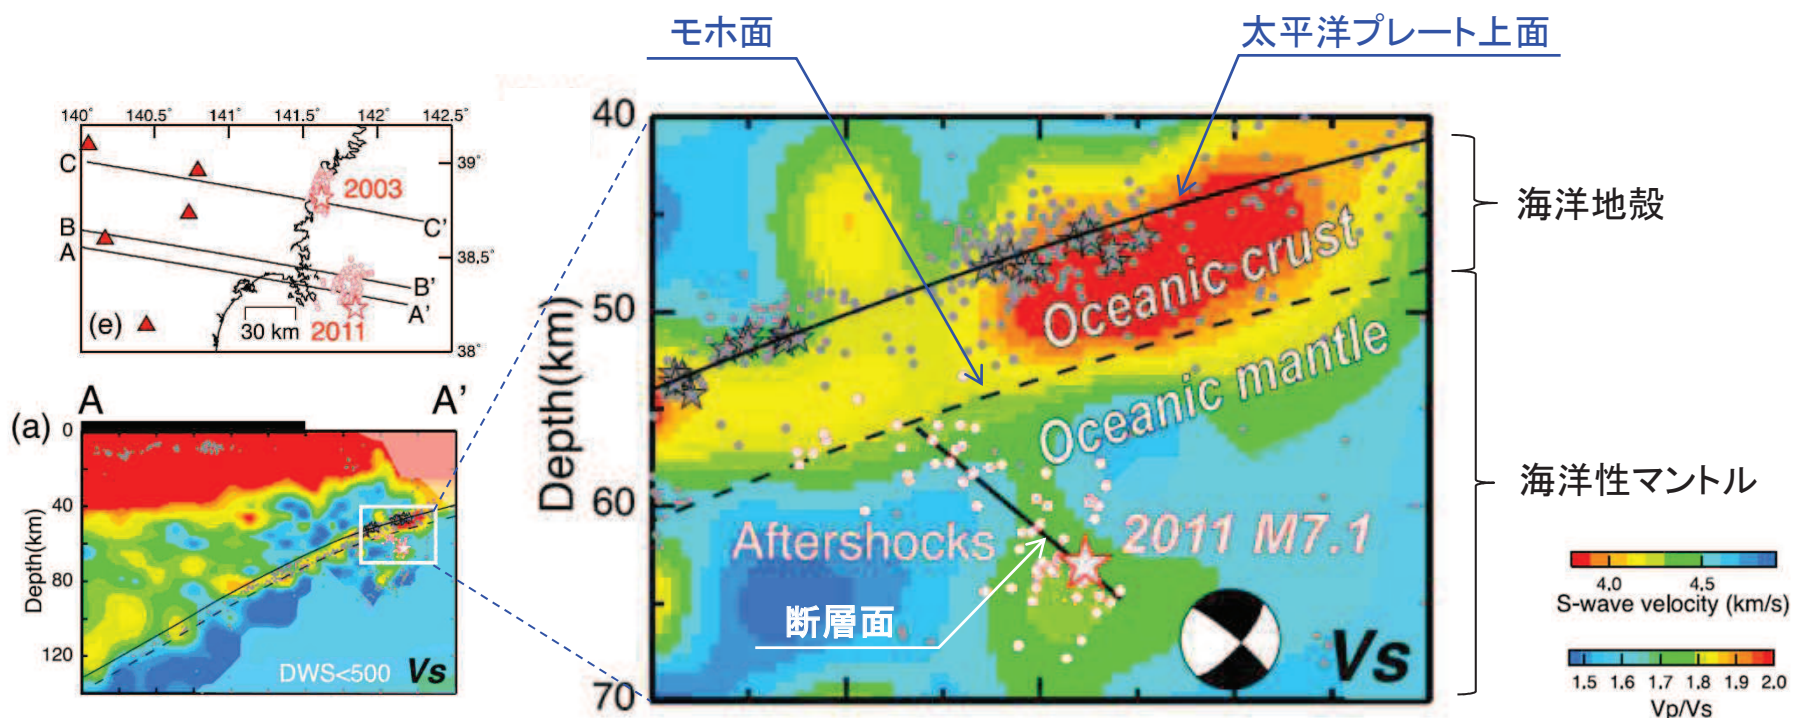 モホ面
太平洋プレート上面
140°
140.5°
141°
141.5°
142°
142.5°
C
39°
2003
C'
B
A
38.5°
B'
A'
(e)
30 km
2011
38°
40
Oceanic crust
海洋地殻
50
Depth(km)
Oceanic mantle
海洋性マントル
60
Aftershocks
2011 M7.1
断層面
Vs
70
A
A'
(a)
0
40
80
120
Depth(km)
DWS<500
Vs
4.0
4.5
S-wave velocity (km/s)
1.5
1.6
1.7
1.8
1.9
2.0
Vp/Vs